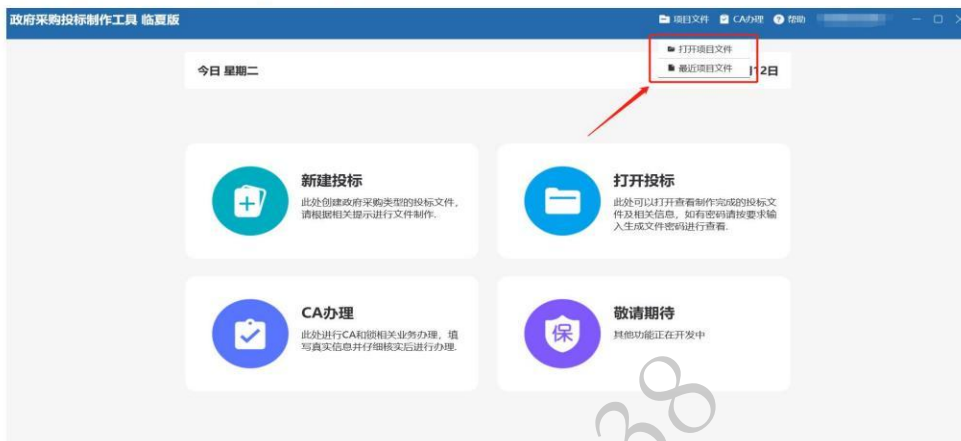 政府采购投标制作工具 临夏版
项目文件 CA办理 帮助
打开项目文件
最近项目文件
今日 星期二
12日
新建投标
此处创建政府采购类型的投标文件，
请根据相关提示进行文件制作.
打开投标
此处可以打开查看制作完成的投标文
件及相关信息，如有密码请按要求输
入生成文件密码进行查看.
CA办理
此处进行CA和锁相关业务办理，填
写真实信息并仔细核实后进行办理.
敬请期待
其他功能正在开发中
保
38